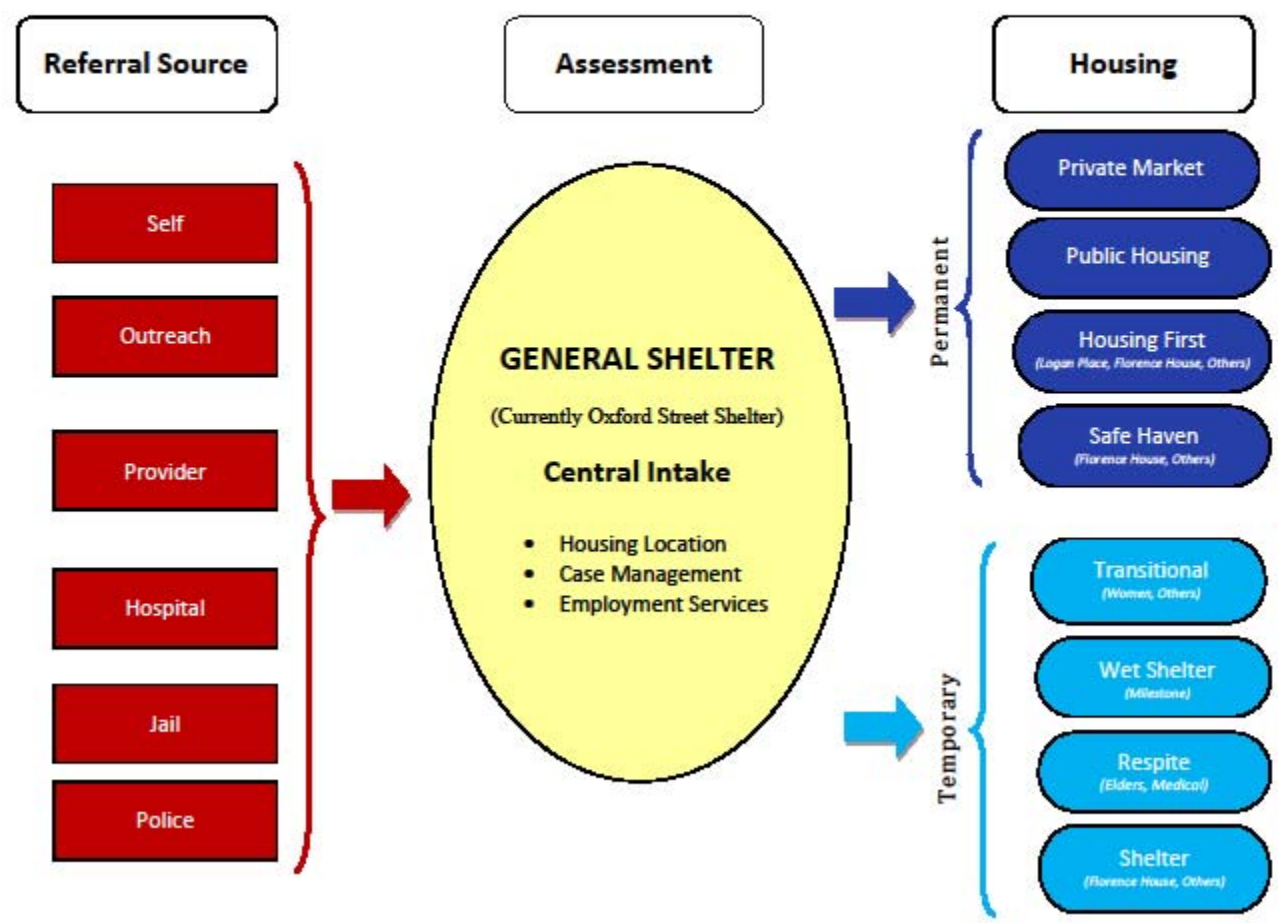 Referral Source
Assessment
Housing
Self
Outreach
Provider
Hospital
Jail
Police
GENERAL SHELTER
(Currently Oxford Street Shelter)
Central Intake
• Housing Location
• Case Management
• Employment Services
Permanent
Private Market
Public Housing
Housing First
(Logan Place, Florence House, Others)
Safe Haven
(Florence House, Others)
Temporary
Transitional
(Women, Others)
Wet Shelter
(Milestone)
Respite
(Elders, Medical)
Shelter
(Florence House, Others)